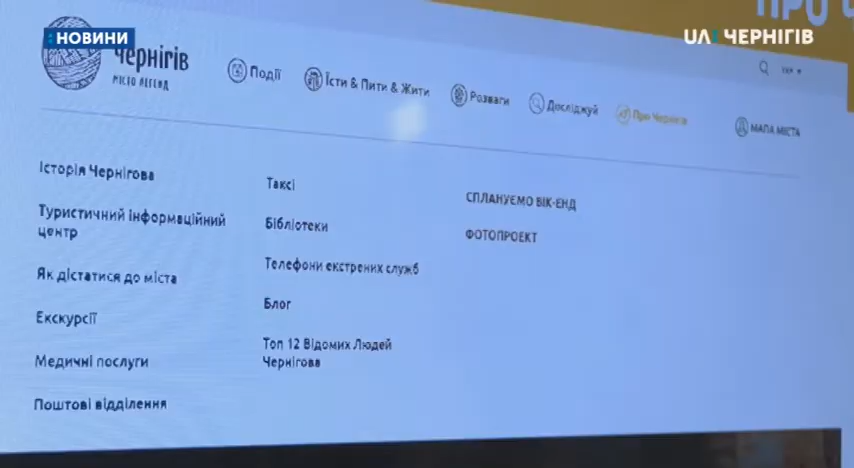 НОВИНИ
UA: ЧЕРНІГІВ
ПРО
Чернігів
МІСТО ЛЕГЕНД
Події
Їсти & Пити & Жити
Розваги
Досліджуй
Про Чернігів
МАПА МІСТА
Історія Чернігова
Туристичний інформаційний
центр
Як дістатися до міста
Екскурсії
Медичні послуги
Поштові відділення
Таксі
Бібліотеки
Телефони екстрених служб
Блог
Топ 12 Відомих Людей
Чернігова
СПЛАНУЄМО ВІК-ЕНД
ФОТОПРОЕКТ